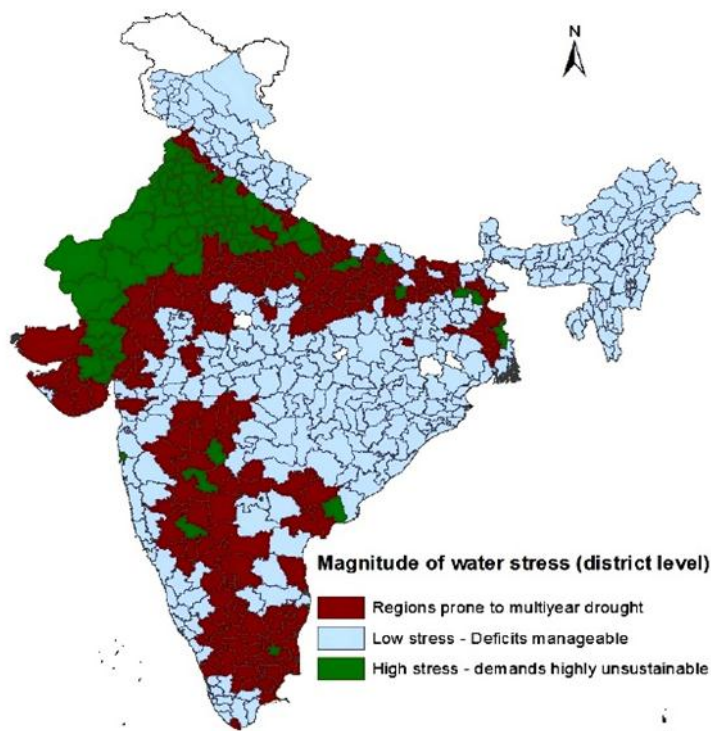 N
Magnitude of water stress (district level)
Regions prone to multiyear drought
Low stress - Deficits manageable
High stress - demands highly unsustainable